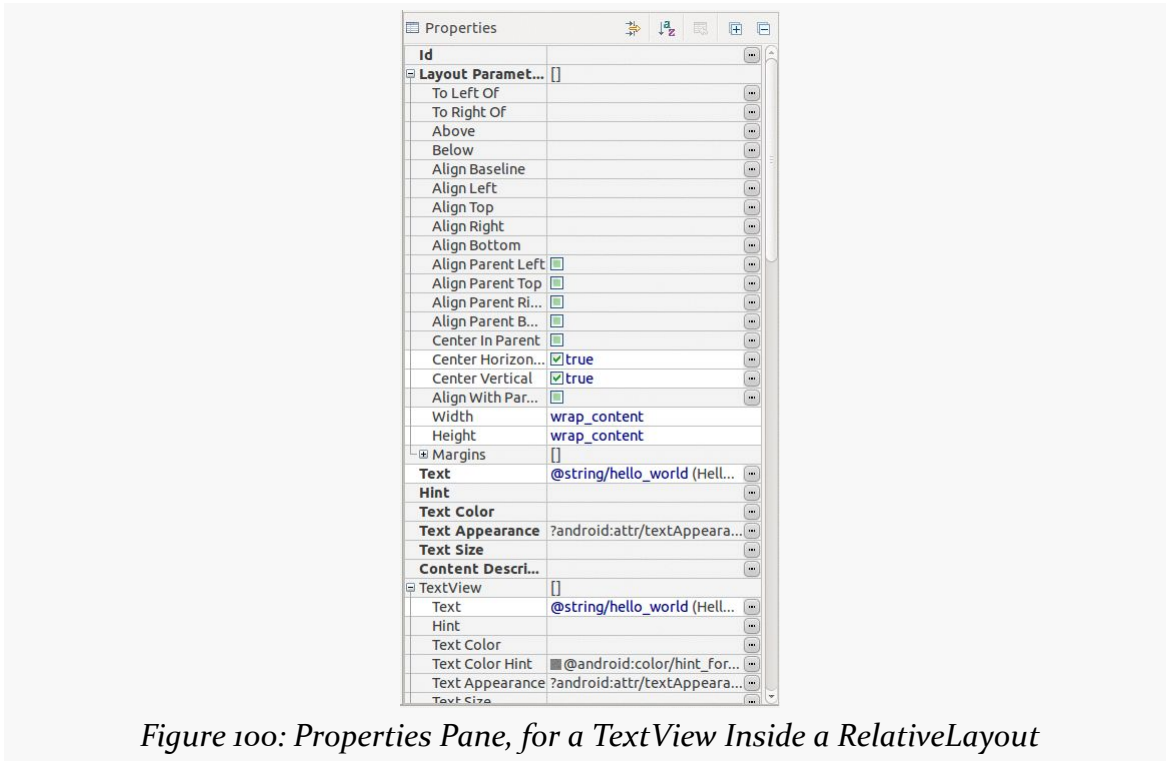 Properties
Id
Layout Paramet... []
To Left Of
To Right Of
Above
Below
Align Baseline
Align Left
Align Top
Align Right
Align Bottom
Align Parent Left
Align Parent Top
Align Parent Ri...
Align Parent B...
Center In Parent
Center Horizon... true
Center Vertical true
Align With Par...
Width wrap_content
Height wrap_content
Margins []
Text @string/hello_world (Hell...
Hint
Text Color
Text Appearance ?android:attr/textAppeara...
Text Size
Content Descri...
TextView []
Text @string/hello_world (Hell...
Hint
Text Color
Text Color Hint @android:color/hint_for...
Text Appearance ?android:attr/textAppeara...
Text Size
Figure 100: Properties Pane, for a TextView Inside a RelativeLayout